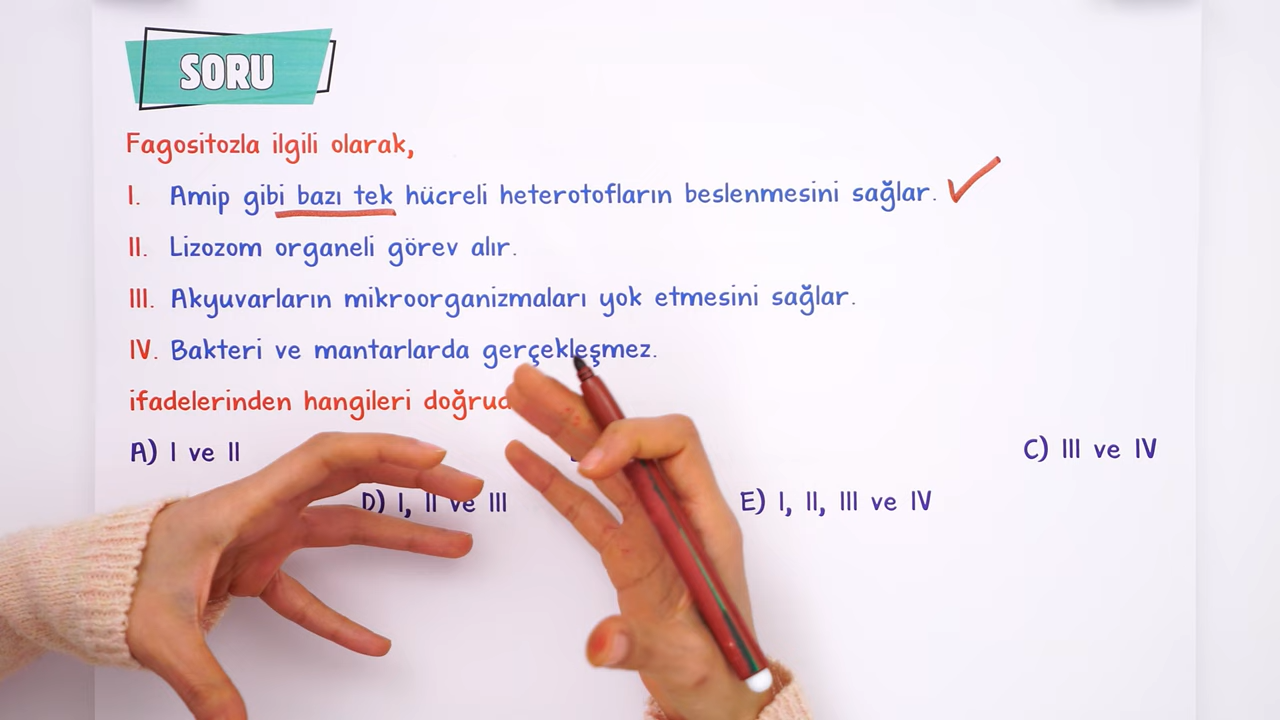 SORU
Fagositozla ilgili olarak,
I. Amip gibi bazı tek hücreli heterotofların beslenmesini sağlar.
II. Lizozom organeli görev alır.
III. Akyuvarların mikroorganizmaları yok etmesini sağlar.
IV. Bakteri ve mantarlarda gerçekleşmez.
ifadelerinden hangileri
A) I ve II
C) III ve IV
D) I, II ve III
E) I, II, III ve IV